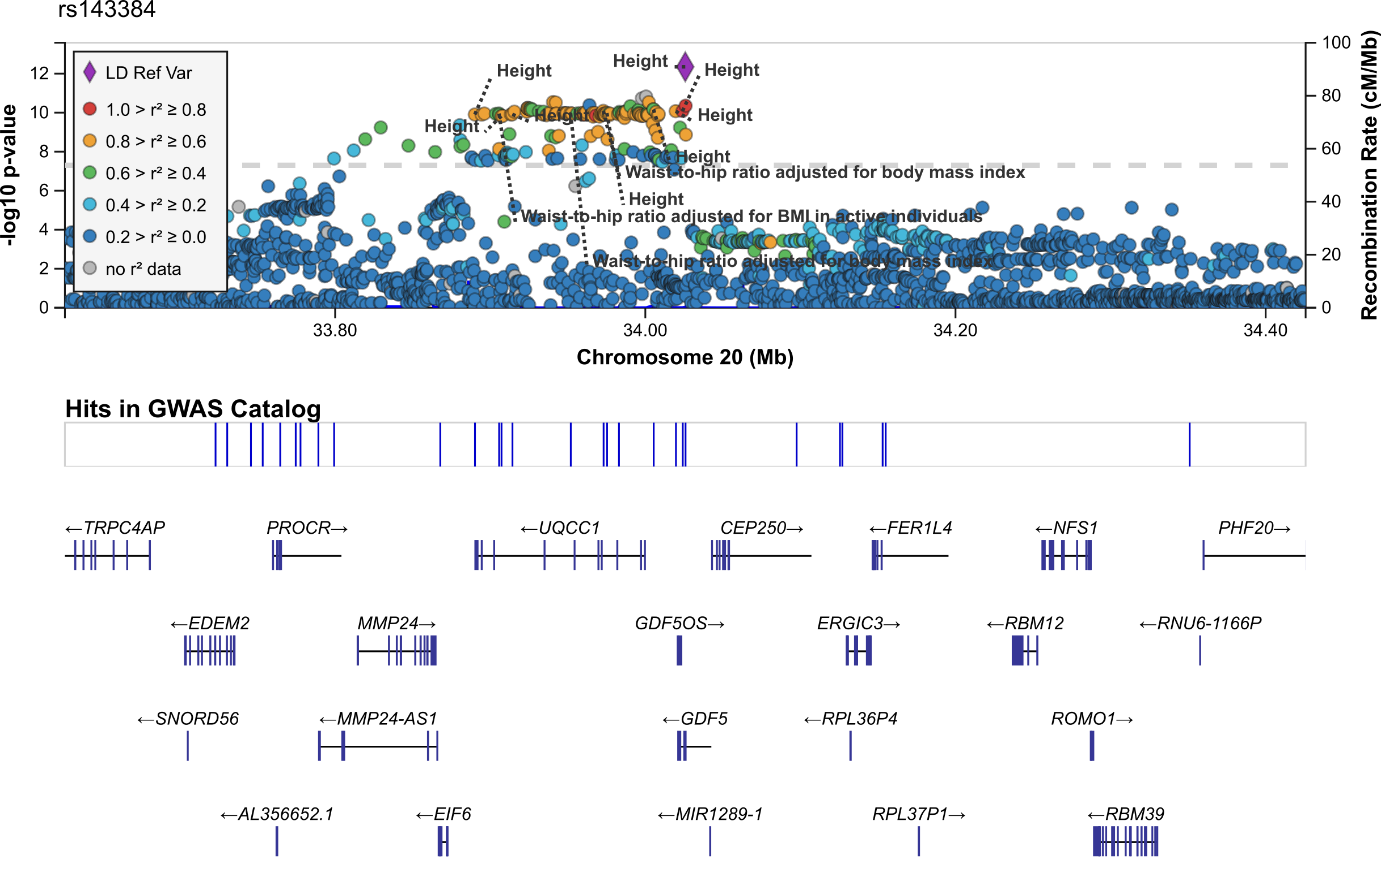 rs143384
-log10 p-value
Recombination Rate (cM/Mb)
12
10
8
6
4
2
0
100
80
60
40
20
0
LD Ref Var
1.0 > r² ≥ 0.8
0.8 > r² ≥ 0.6
0.6 > r² ≥ 0.4
0.4 > r² ≥ 0.2
0.2 > r² ≥ 0.0
no r² data
Height
Height
Height
Height
Height
Height
Height
Waist-to-hip ratio adjusted for body mass index
Height
Waist-to-hip ratio adjusted for BMI in active individuals
Waist-to-hip ratio adjusted for body mass index
33.80
34.00
34.20
34.40
Chromosome 20 (Mb)
Hits in GWAS Catalog
←TRPC4AP PROCR→ ←UQCC1 CEP250→ ←FER1L4 ←NFS1 PHF20→
←EDEM2 MMP24→ GDF5OS→ ERGIC3→ ←RBM12 ←RNU6-1166P
←SNORD56 ←MMP24-AS1 ←GDF5 ←RPL36P4 ROMO1→
←AL356652.1 ←EIF6 ←MIR1289-1 RPL37P1→ ←RBM39